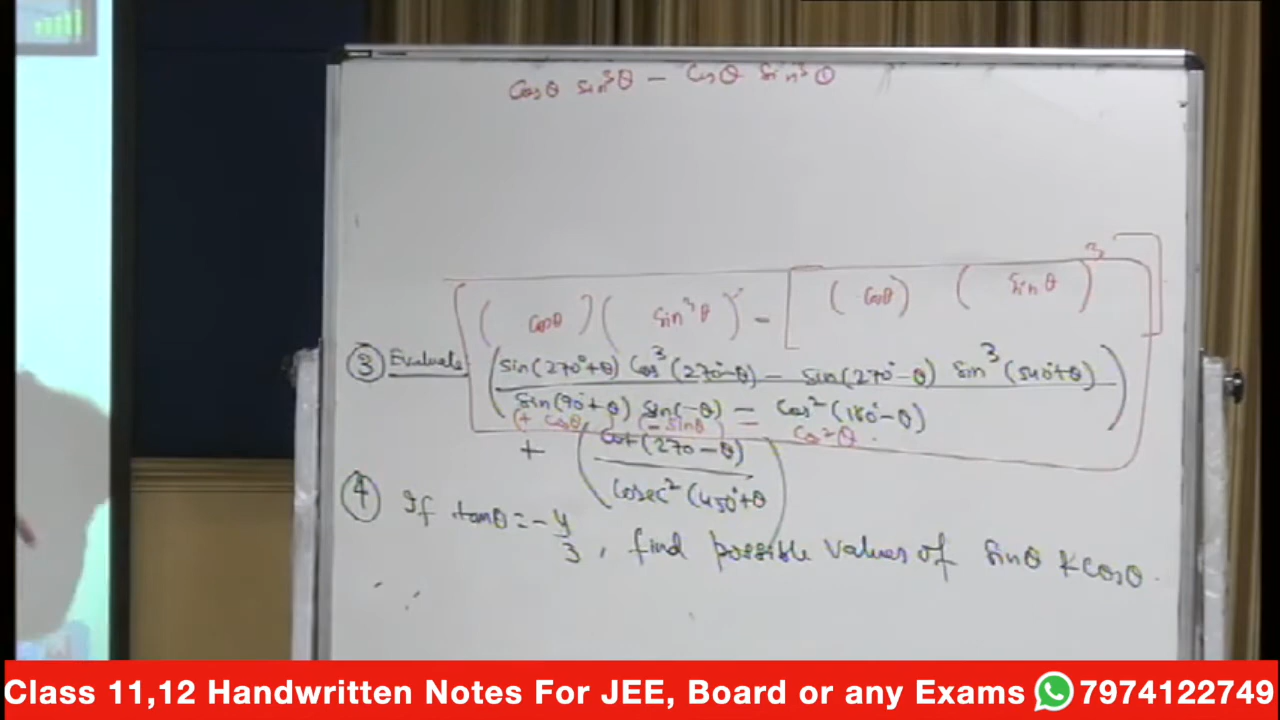 Cosθ sin³θ - Cosθ sin³θ
( cosθ ) ( sin³θ ) - [ ( cosθ ) ( sinθ )³ ]
③ Evaluate (sin(270°+θ) Cos³(270°-θ) - sin(270°-θ) sin³(540°+θ)
sin(90°+θ) sin(-θ) - Cos²(180°-θ))
(+ cosθ) (- sinθ) - Cos²θ.
+ (Cot(270-θ)
Cosec²(450°+θ)
④ If tanθ = -4/3, find possible values of sinθ & cosθ.
Class 11,12 Handwritten Notes For JEE, Board or any Exams 7974122749